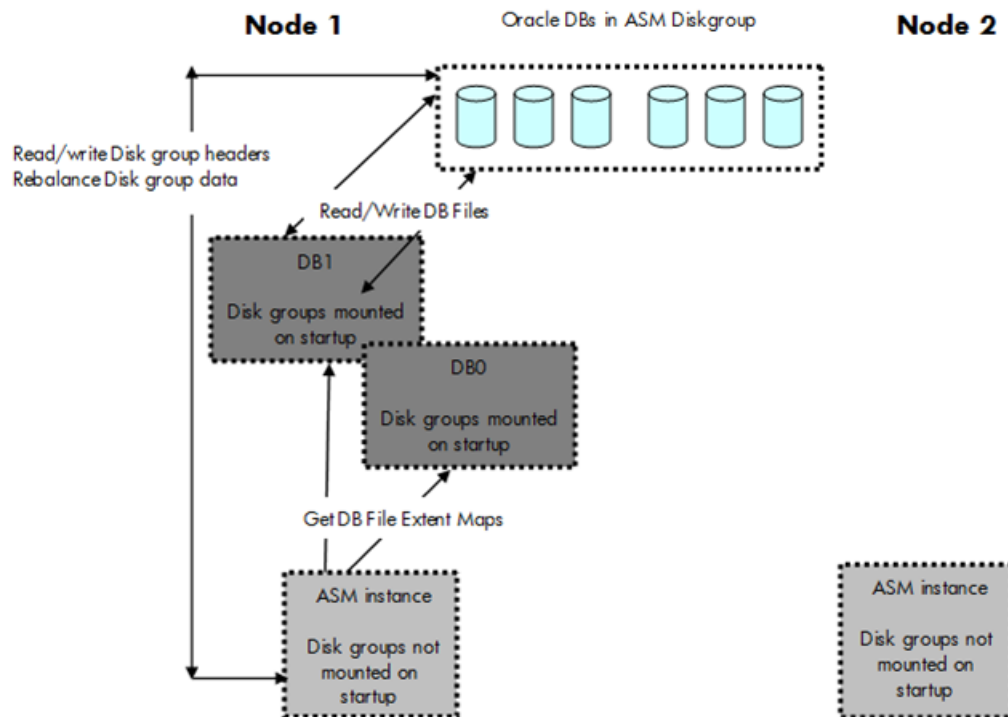 Node 1
Oracle DBs in ASM Diskgroup
Node 2
Read/write Disk group headers
Rebalance Disk group data
Read/Write DB Files
DB1
Disk groups mounted
on startup
DB0
Disk groups mounted
on startup
Get DB File Extent Maps
ASM instance
Disk groups not
mounted on
startup
ASM instance
Disk groups not
mounted on
startup